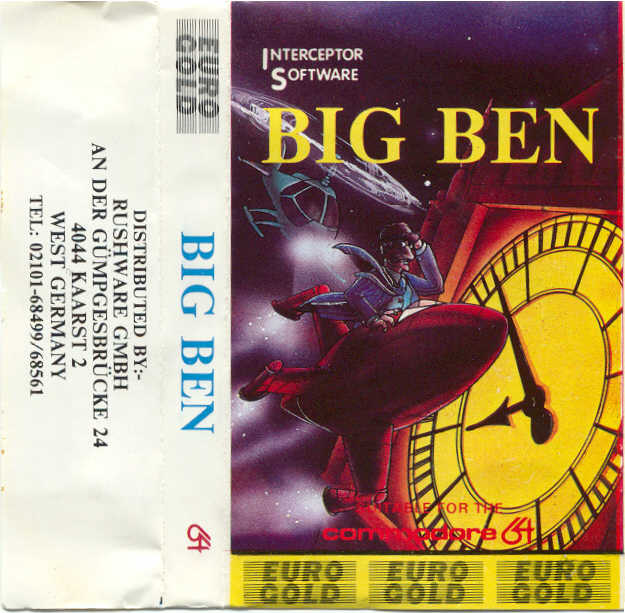 DISTRIBUTED BY:-
RUSHWARE GMBH
AN DER GÜMPGESBRÜCKE 24
4044 KAARST 2
WEST GERMANY
TEL.: 02101-68499/68561
EURO
GOLD
BIG BEN
64
INTERCEPTOR
SOFTWARE
BIG BEN
SUITABLE FOR THE
commodore 64
EURO GOLD
EURO GOLD
EURO GOLD